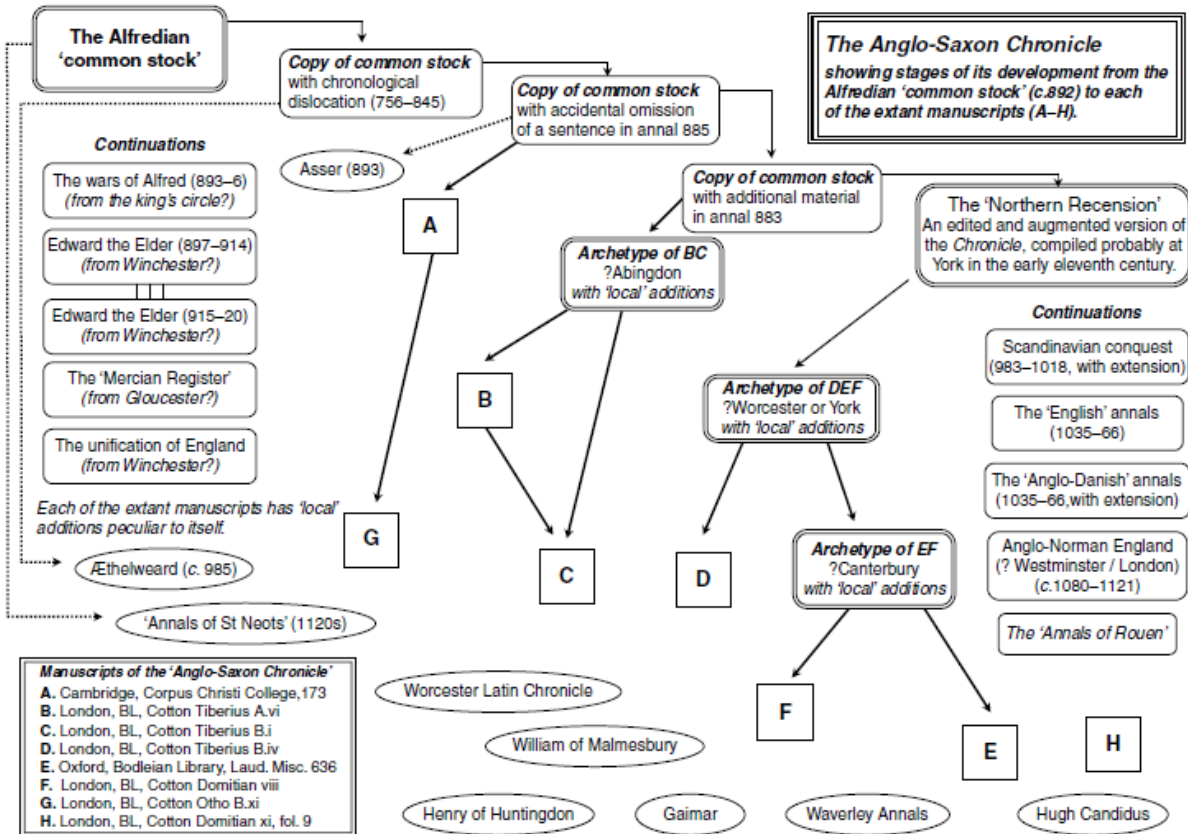 The Alfredian
'common stock'
Copy of common stock
with chronological
dislocation (756–845)
Copy of common stock
with accidental omission
of a sentence in annal 885
The Anglo-Saxon Chronicle
showing stages of its development from the
Alfredian 'common stock' (c.892) to each
of the extant manuscripts (A–H).
Continuations
The wars of Alfred (893–6)
(from the king's circle?)
Edward the Elder (897–914)
(from Winchester?)
Edward the Elder (915–20)
(from Winchester?)
The 'Mercian Register'
(from Gloucester?)
The unification of England
(from Winchester?)
Each of the extant manuscripts has 'local'
additions peculiar to itself.
Asser (893)
A
Copy of common stock
with additional material
in annal 883
The 'Northern Recension'
An edited and augmented version of
the Chronicle, compiled probably at
York in the early eleventh century.
Archetype of BC
?Abingdon
with 'local' additions
B
Archetype of DEF
?Worcester or York
with 'local' additions
Continuations
Scandinavian conquest
(983–1018, with extension)
The 'English' annals
(1035–66)
The 'Anglo-Danish' annals
(1035–66,with extension)
Anglo-Norman England
(? Westminster / London)
(c.1080–1121)
The 'Annals of Rouen'
G
C
D
Archetype of EF
?Canterbury
with 'local' additions
Æthelweard (c. 985)
'Annals of St Neots' (1120s)
Manuscripts of the 'Anglo-Saxon Chronicle'
A. Cambridge, Corpus Christi College,173
B. London, BL, Cotton Tiberius A.vi
C. London, BL, Cotton Tiberius B.i
D. London, BL, Cotton Tiberius B.iv
E. Oxford, Bodleian Library, Laud. Misc. 636
F. London, BL, Cotton Domitian viii
G. London, BL, Cotton Otho B.xi
H. London, BL, Cotton Domitian xi, fol. 9
Worcester Latin Chronicle
William of Malmesbury
F
E
H
Henry of Huntingdon
Gaimar
Waverley Annals
Hugh Candidus